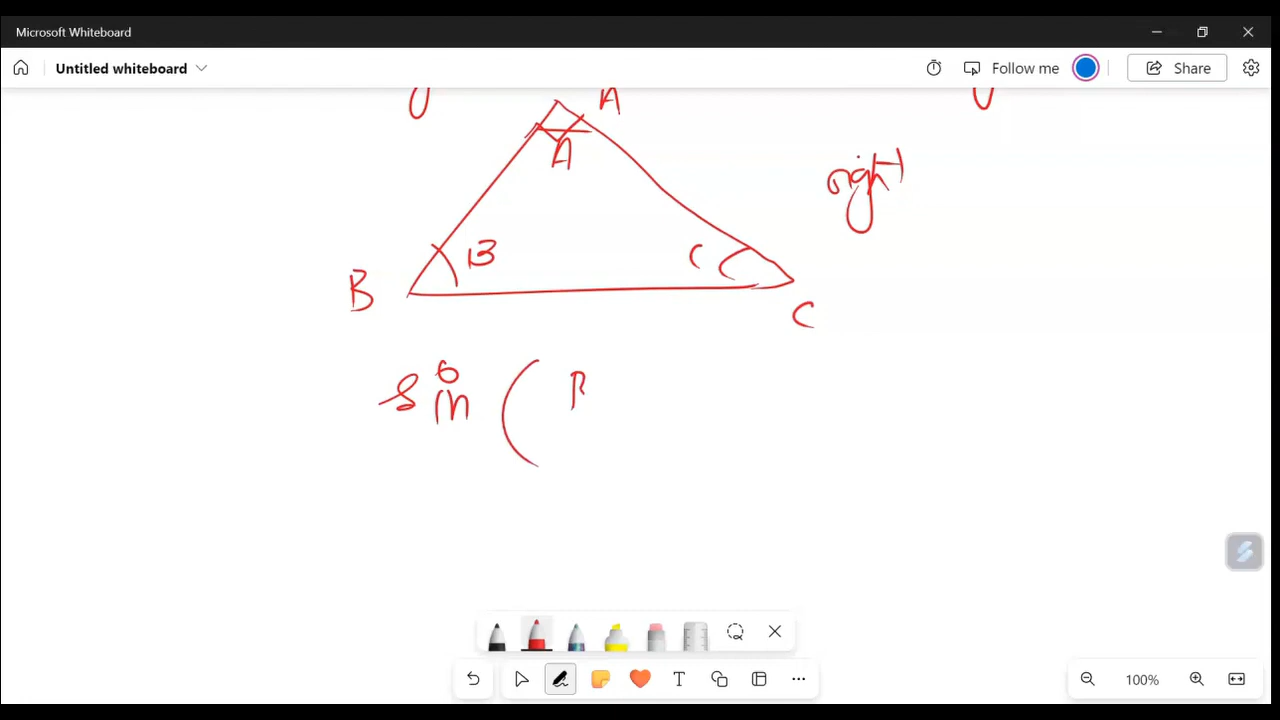 Microsoft Whiteboard
Untitled whiteboard
Follow me
Share
A
A
right
B
C
B
C
sin ( B
100%